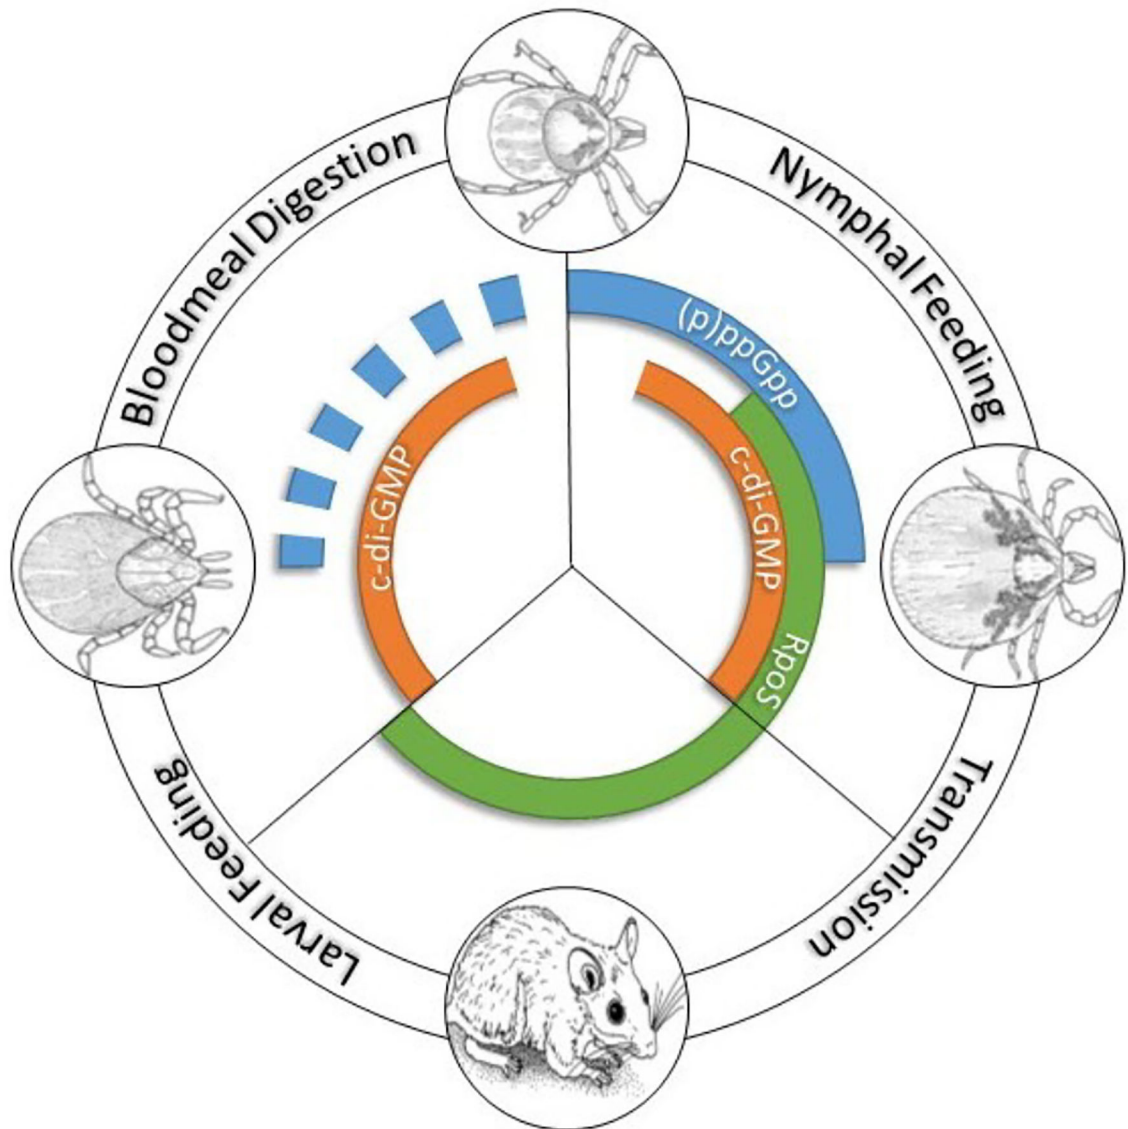 Bloodmeal Digestion
Nymphal Feeding
(p)ppGpp
c-di-GMP
c-di-GMP
RpoS
Larval Feeding
Transmission